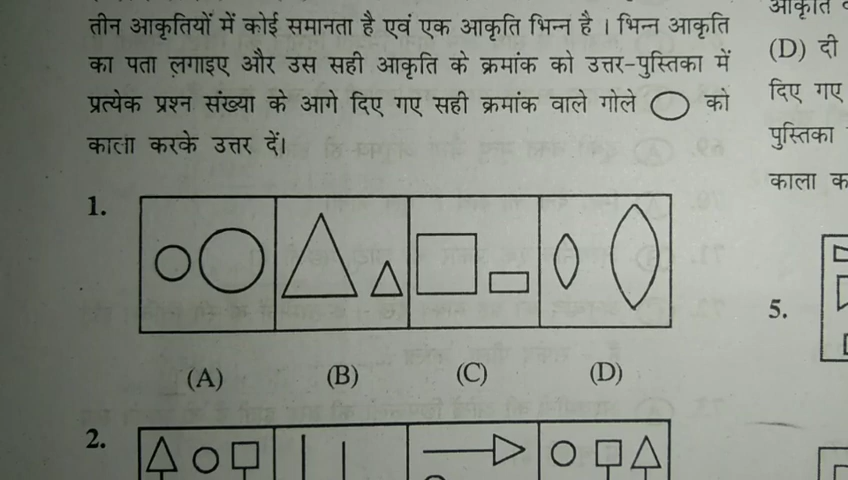 तीन आकृतियों में कोई समानता है एवं एक आकृति भिन्न है । भिन्न आकृति
का पता लगाइए और उस सही आकृति के क्रमांक को उत्तर-पुस्तिका में
प्रत्येक प्रश्न संख्या के आगे दिए गए सही क्रमांक वाले गोले को
काला करके उत्तर दें।
1.
(A) (B) (C) (D)
2.
आकृति
(D) दी
दिए गए
पुस्तिका
काला
5.